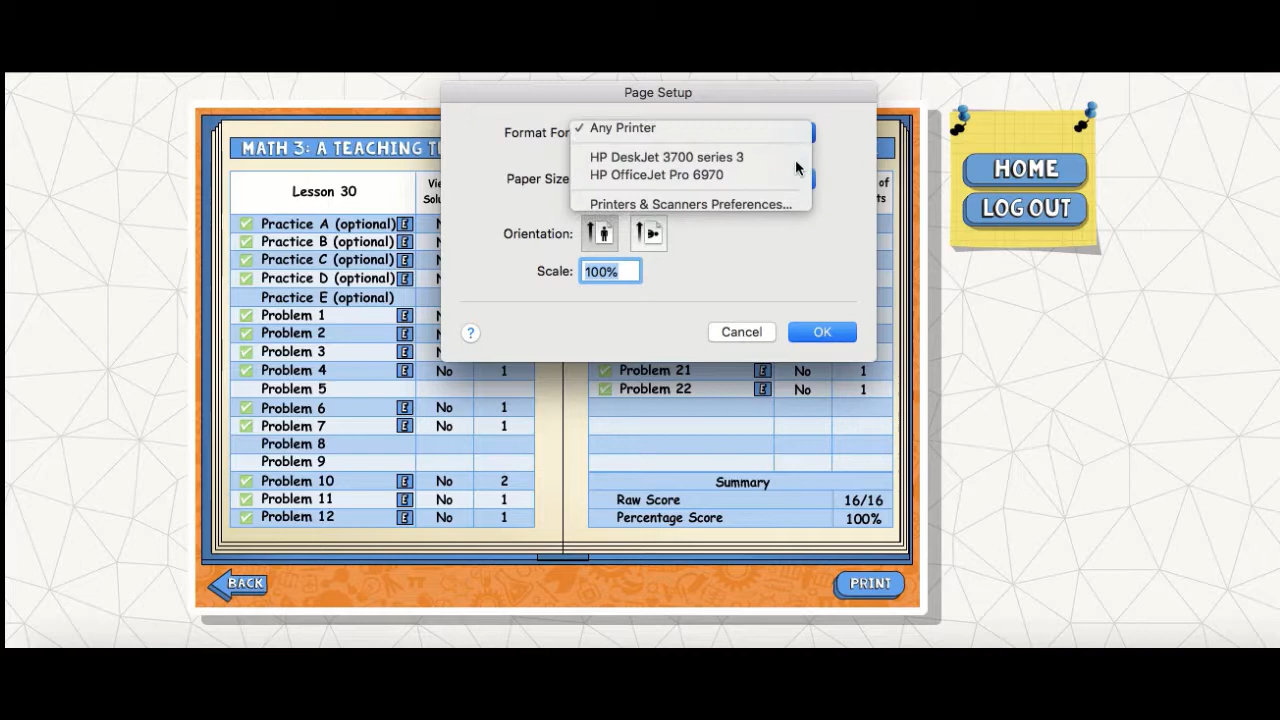 Page Setup
Format For
✓ Any Printer
HP DeskJet 3700 series 3
HP OfficeJet Pro 6970
Printers & Scanners Preferences...
Paper Size
Orientation:
Scale: 100%
?
Cancel
OK
MATH 3: A TEACHING T
Lesson 30
Practice A (optional) E
Practice B (optional) E
Practice C (optional) E
Practice D (optional) E
Practice E (optional)
Problem 1 E
Problem 2 E
Problem 3 E
Problem 4 E No 1
Problem 5
Problem 6 E No 1
Problem 7 E No 1
Problem 8
Problem 9
Problem 10 E No 2
Problem 11 E No 1
Problem 12 E No 1
of
Problem 21 E No 1
Problem 22 E No 1
Summary
Raw Score 16/16
Percentage Score 100%
BACK
PRINT
HOME
LOG OUT